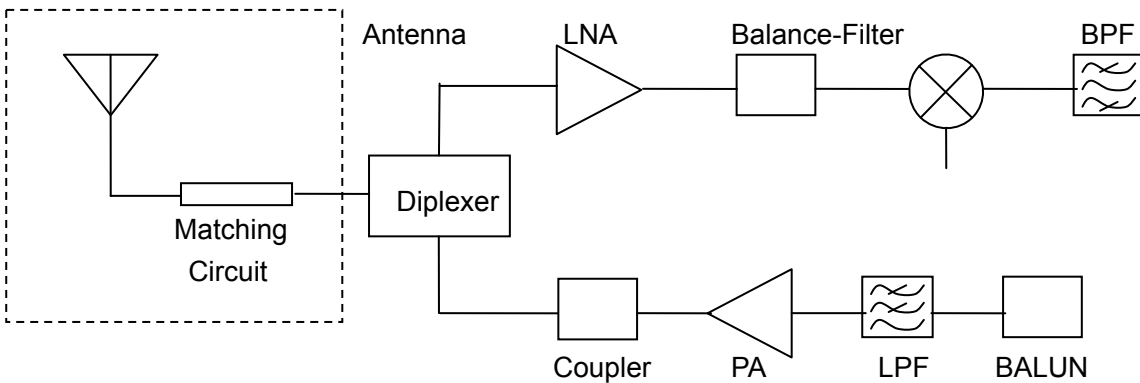 Antenna
LNA
Balance-Filter
BPF
Diplexer
Matching
Circuit
Coupler
PA
LPF
BALUN